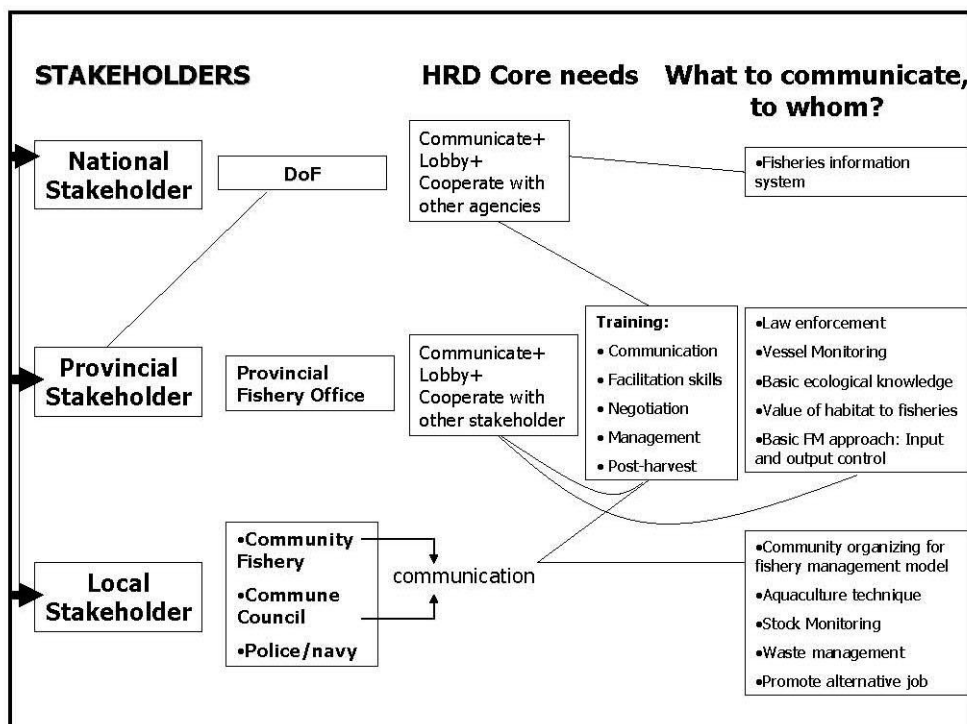 STAKEHOLDERS
HRD Core needs
What to communicate,
to whom?
National
Stakeholder
DoF
Communicate+
Lobby+
Cooperate with
other agencies
•Fisheries information
system
Provincial
Stakeholder
Provincial
Fishery Office
Communicate+
Lobby+
Cooperate with
other stakeholder
Training:
• Communication
• Facilitation skills
• Negotiation
• Management
• Post-harvest
•Law enforcement
•Vessel Monitoring
•Basic ecological knowledge
•Value of habitat to fisheries
•Basic FM approach: Input
and output control
Local
Stakeholder
•Community
Fishery
•Commune
Council
•Police/navy
communication
•Community organizing for
fishery management model
•Aquaculture technique
•Stock Monitoring
•Waste management
•Promote alternative job